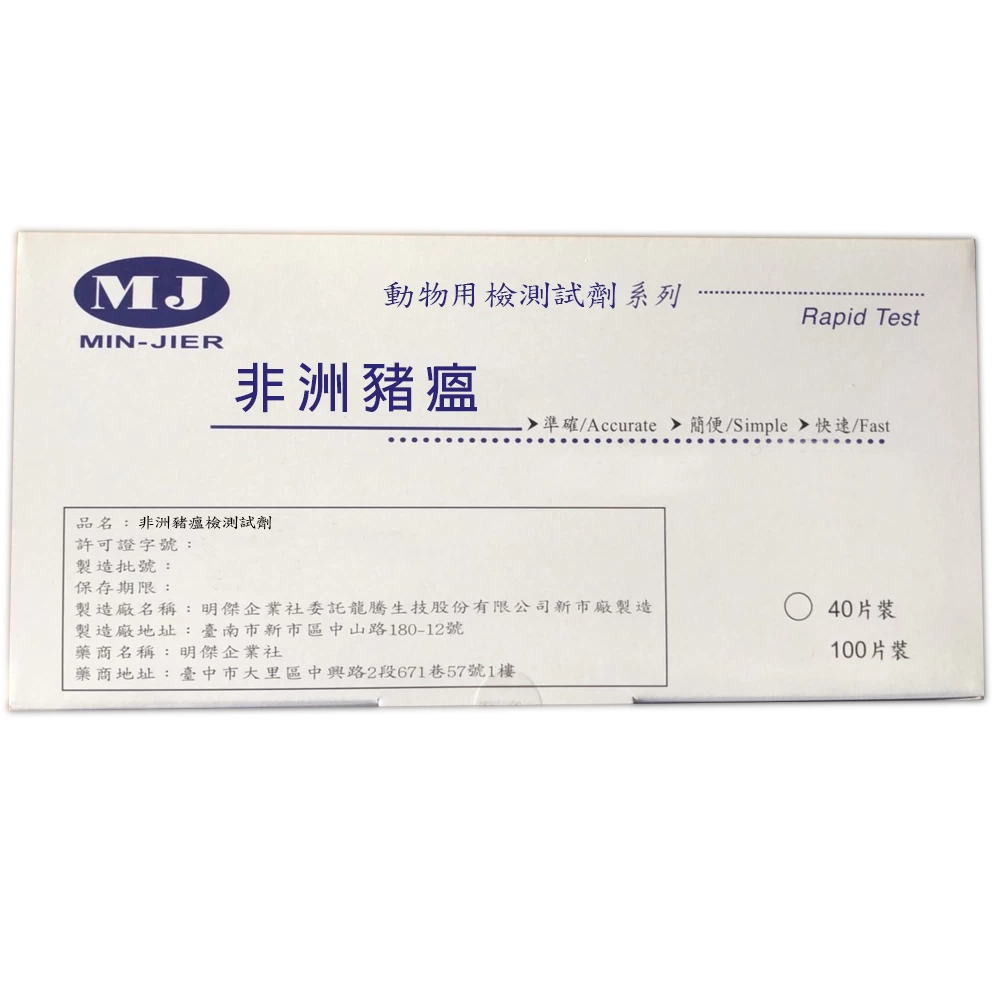 MJ
MIN-JIER
動物用檢測試劑系列
Rapid Test
非洲豬瘟
準確/Accurate 簡便/Simple 快速/Fast
品名：非洲豬瘟檢測試劑
許可證字號：
製造批號：
保存期限：
製造廠名稱：明傑企業社委託龍騰生技股份有限公司新市廠製造
製造廠地址：臺南市新市區中山路180-12號
藥商名稱：明傑企業社
藥商地址：臺中市大里區中興路2段671巷57號1樓
40片裝
100片裝